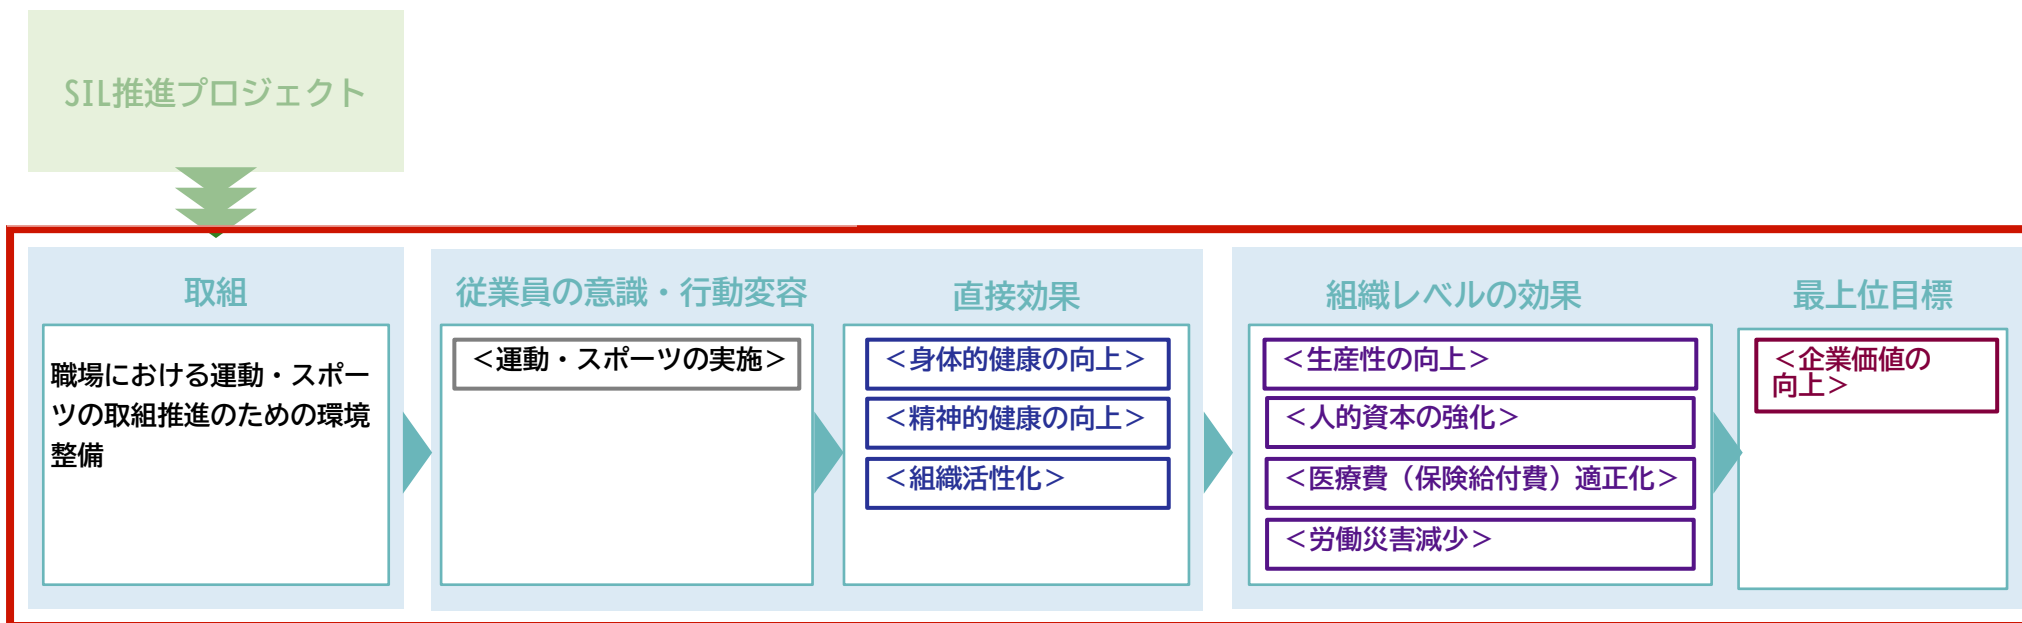 SIL推進プロジェクト
取組
職場における運動・スポー
ツの取組推進のための環境
整備
従業員の意識・行動変容
＜運動・スポーツの実施＞
直接効果
＜身体的健康の向上＞
＜精神的健康の向上＞
＜組織活性化＞
組織レベルの効果
＜生産性の向上＞
＜人的資本の強化＞
＜医療費（保険給付費）適正化＞
＜労働災害減少＞
最上位目標
＜企業価値の
向上＞